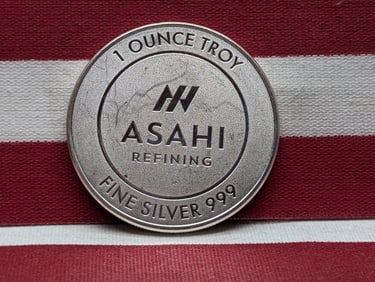 1 OUNCE TROY
ASAHI
REFINING
FINE SILVER 999